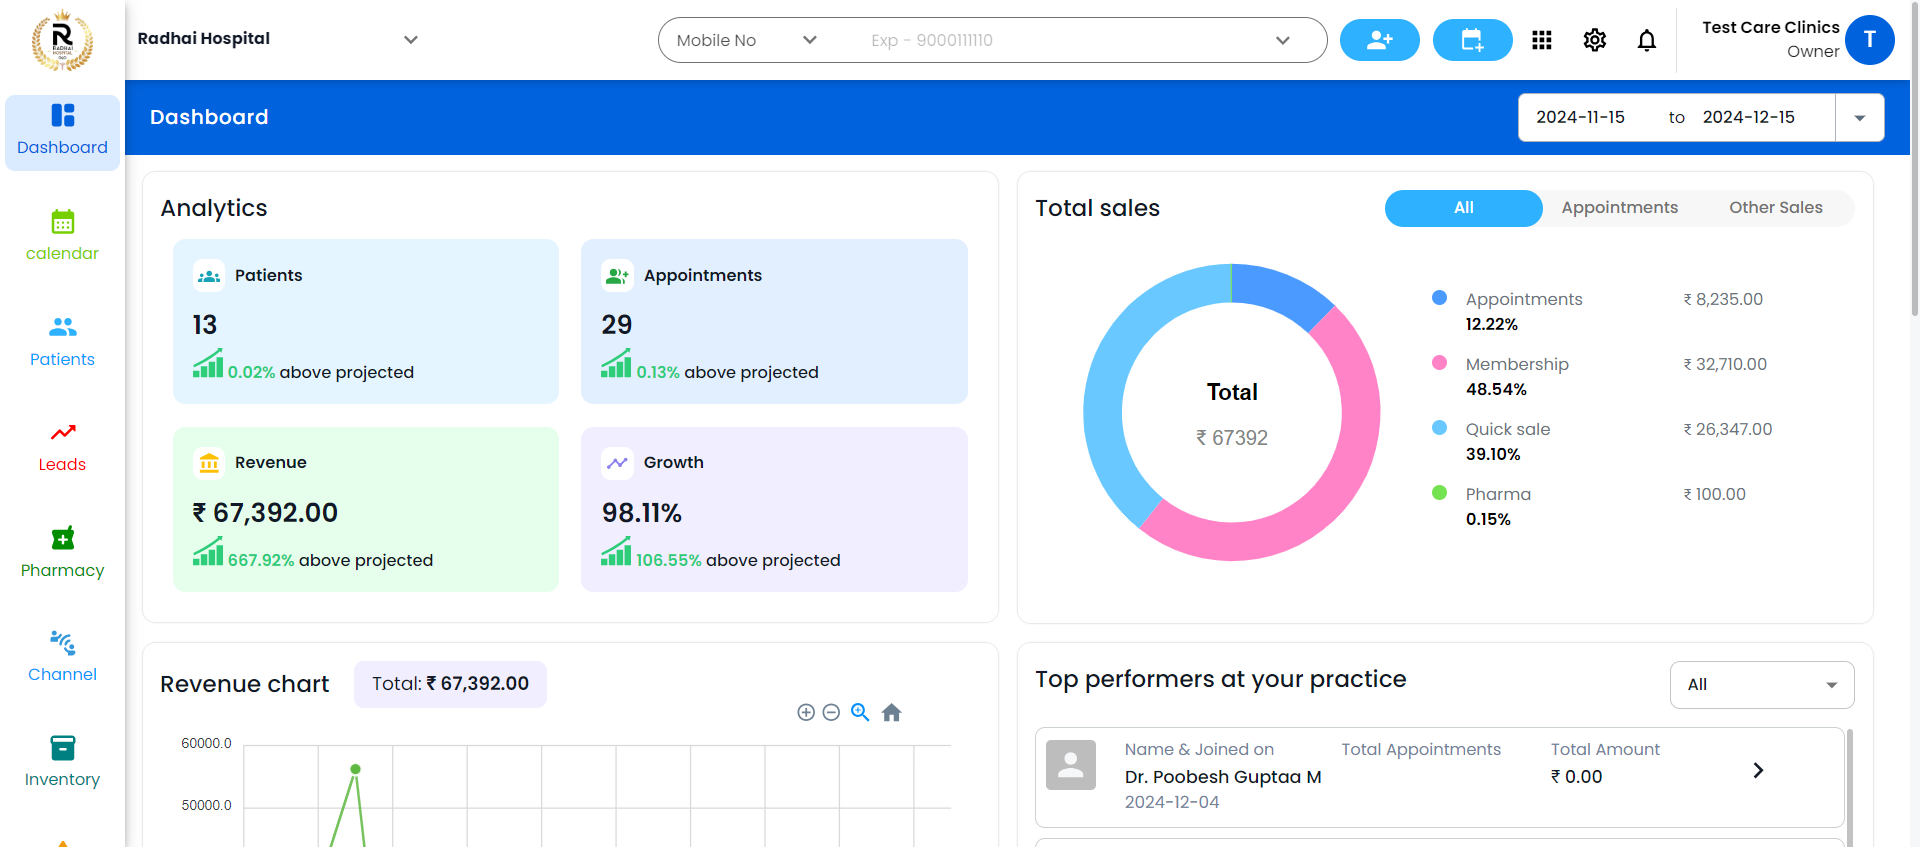 R
RADHAI
HOSPITAL
Radhai Hospital
Mobile No
Exp - 9000111110
Test Care Clinics
Owner
T
Dashboard
calendar
Patients
Leads
Pharmacy
Channel
Inventory
Dashboard
2024-11-15 to 2024-12-15
Analytics
Patients
13
0.02% above projected
Appointments
29
0.13% above projected
Revenue
₹ 67,392.00
667.92% above projected
Growth
98.11%
106.55% above projected
Total sales
All Appointments Other Sales
Total
₹ 67392
Appointments ₹ 8,235.00
12.22%
Membership ₹ 32,710.00
48.54%
Quick sale ₹ 26,347.00
39.10%
Pharma ₹ 100.00
0.15%
Revenue chart
Total: ₹ 67,392.00
60000.0
50000.0
Top performers at your practice
All
Name & Joined on Total Appointments Total Amount
Dr. Poobesh Guptaa M ₹ 0.00
2024-12-04